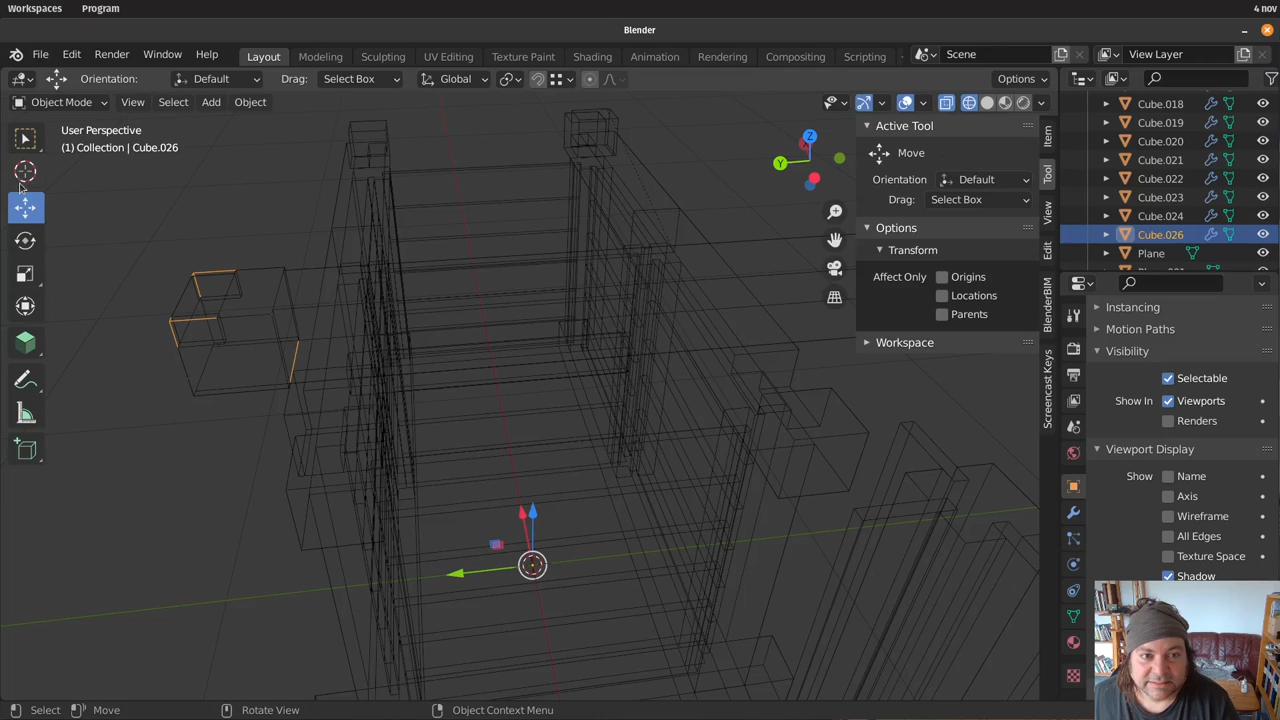 Workspaces Program 4 nov
Blender
File Edit Render Window Help Layout Modeling Sculpting UV Editing Texture Paint Shading Animation Rendering Compositing Scripting Scene View Layer
Orientation: Default Drag: Select Box Global Options
Object Mode View Select Add Object
User Perspective
(1) Collection | Cube.026
Z
Y
Active Tool
Move
Orientation Default
Drag: Select Box
Options
Transform
Affect Only Origins
Locations
Parents
Workspace
Item
Tool
View
Edit
BlenderBIM
Screencast Keys
Cube.018
Cube.019
Cube.020
Cube.021
Cube.022
Cube.023
Cube.024
Cube.026
Plane
Instancing
Motion Paths
Visibility
Selectable
Show In Viewports
Renders
Viewport Display
Show Name
Axis
Wireframe
All Edges
Texture Space
Shadow
Select Move Rotate View Object Context Menu